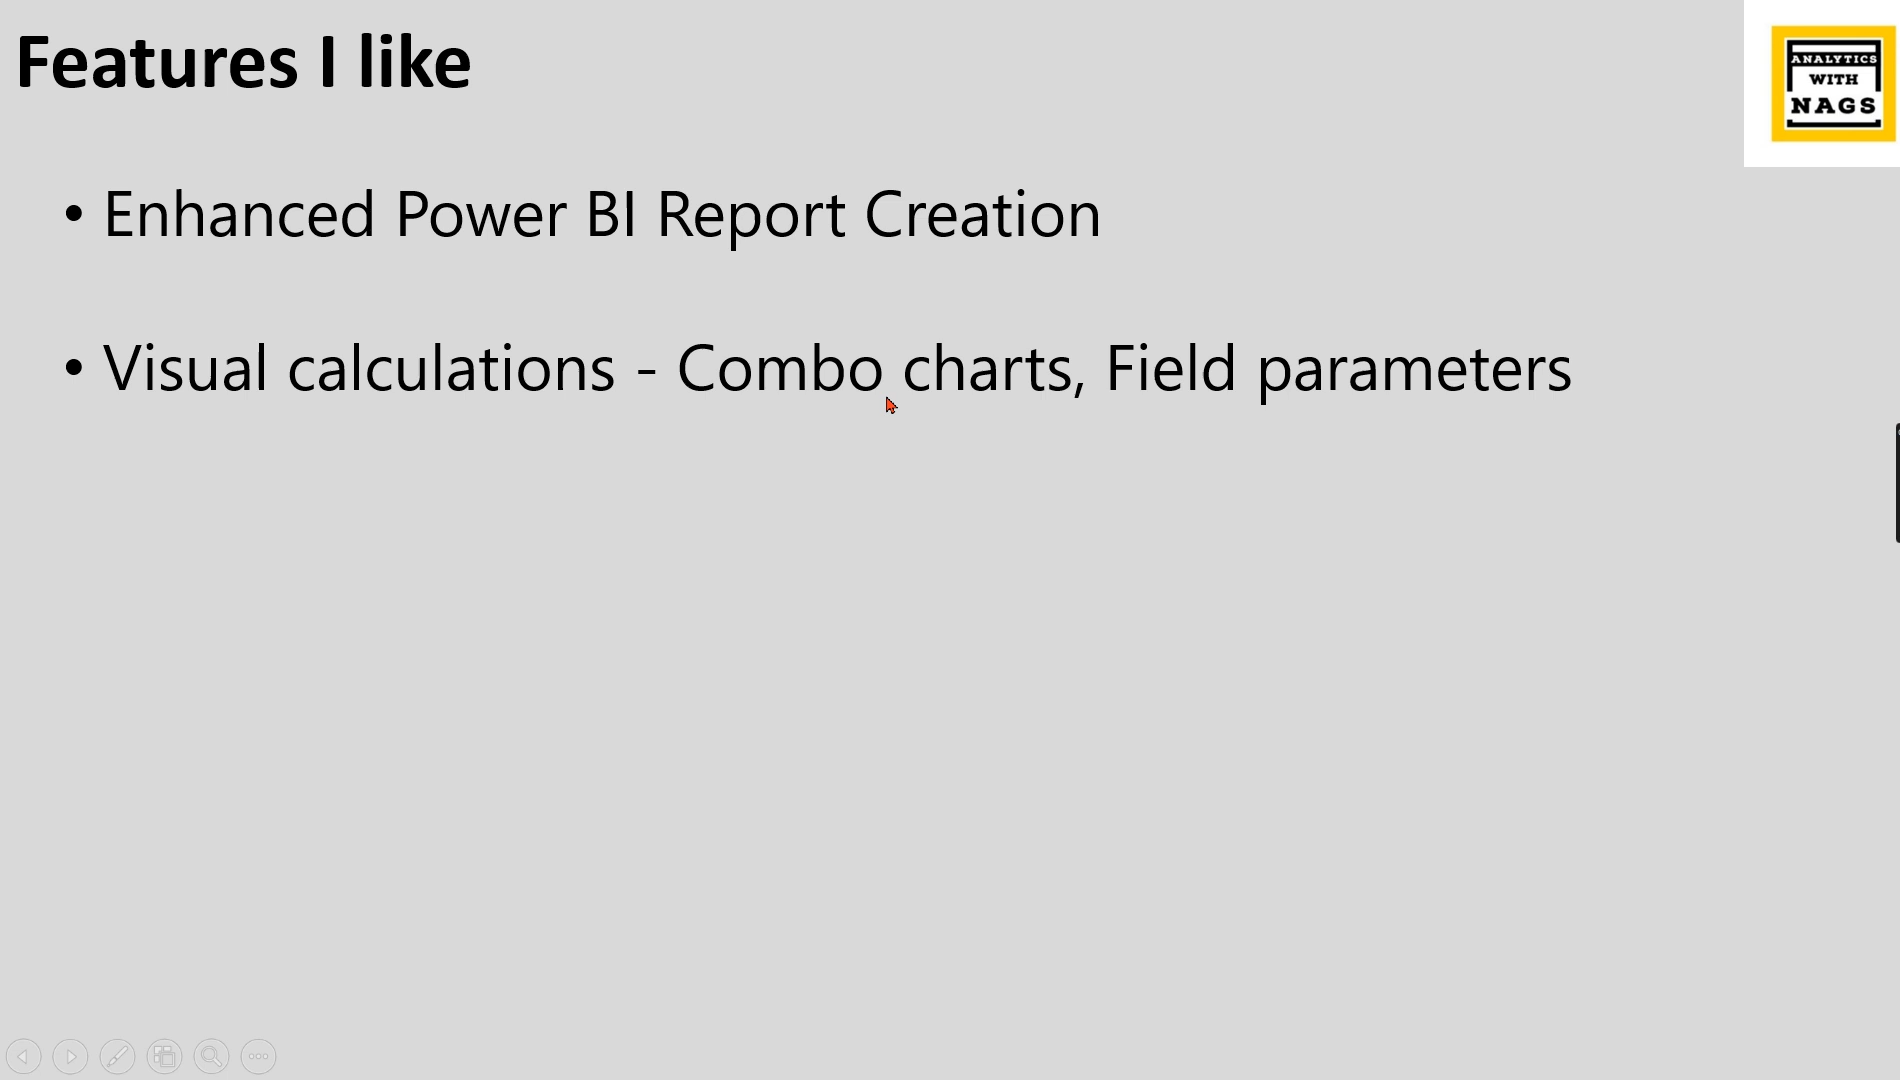 Features I like
ANALYTICS
WITH
NAGS
• Enhanced Power BI Report Creation
• Visual calculations - Combo charts, Field parameters